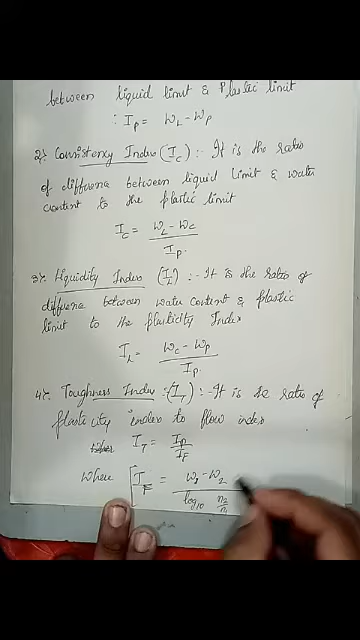 between liquid limit & Plastic limit
∴ Ip = WL - Wp
2) Consistency Index (Ic) :- It is the ratio
of diffrence between liquid limit & water
content to the plastic limit
Ic = WL - Wc / Ip.
3) Liquidity Index (IL) :- It is the ratio of
diffrence between water content & plastic
limit to the plasticity Index
IL = Wc - Wp / Ip.
4) Toughness Index :(IT) :- It is the ratio of
plasticity index to flow index
IT = Ip / IF
Where IF = W1 - W2 / log10 n2/n1